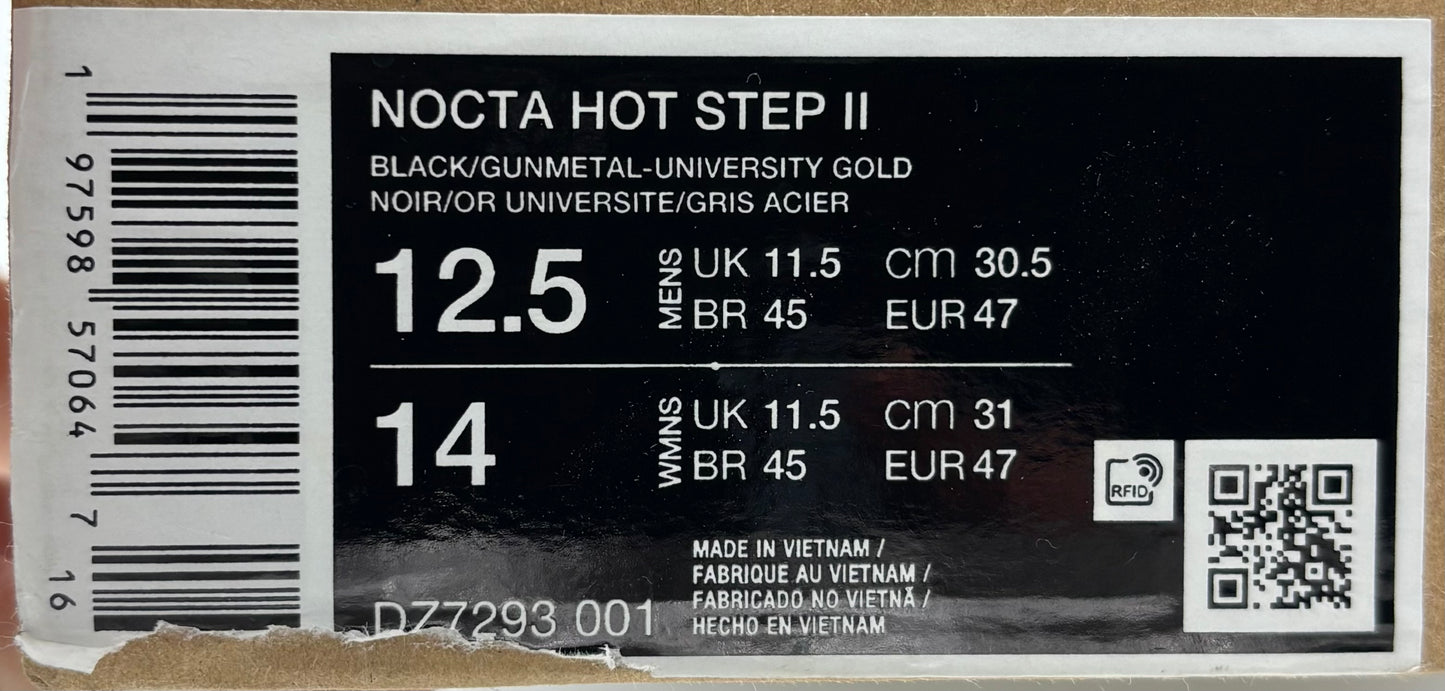 1 97598 57064 7 16
NOCTA HOT STEP II
BLACK/GUNMETAL-UNIVERSITY GOLD
NOIR/OR UNIVERSITE/GRIS ACIER
12.5
MENS
UK 11.5 cm 30.5
BR 45 EUR 47
14
WMNS
UK 11.5 cm 31
BR 45 EUR 47
RFID
MADE IN VIETNAM /
FABRIQUE AU VIETNAM /
FABRICADO NO VIETNÃ /
HECHO EN VIETNAM
DZ7293 001